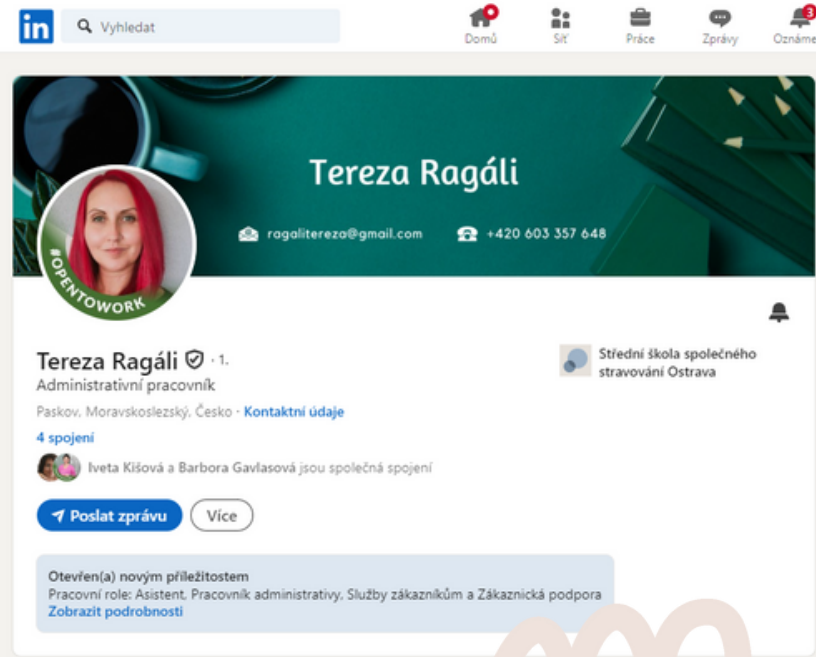 in
Vyhledat
Domů
Síť
Práce
Zprávy
3
Oznáme
Tereza Ragáli
ragalitereza@gmail.com +420 603 357 648
#OPENTOWORK
Tereza Ragáli · 1.
Administrativní pracovník
Paskov, Moravskoslezský, Česko · Kontaktní údaje
4 spojení
Iveta Kišová a Barbora Gavlasová jsou společná spojení
Poslat zprávu
Více
Střední škola společného
stravování Ostrava
Otevřen(a) novým příležitostem
Pracovní role: Asistent, Pracovník administrativy, Služby zákazníkům a Zákaznická podpora
Zobrazit podrobnosti